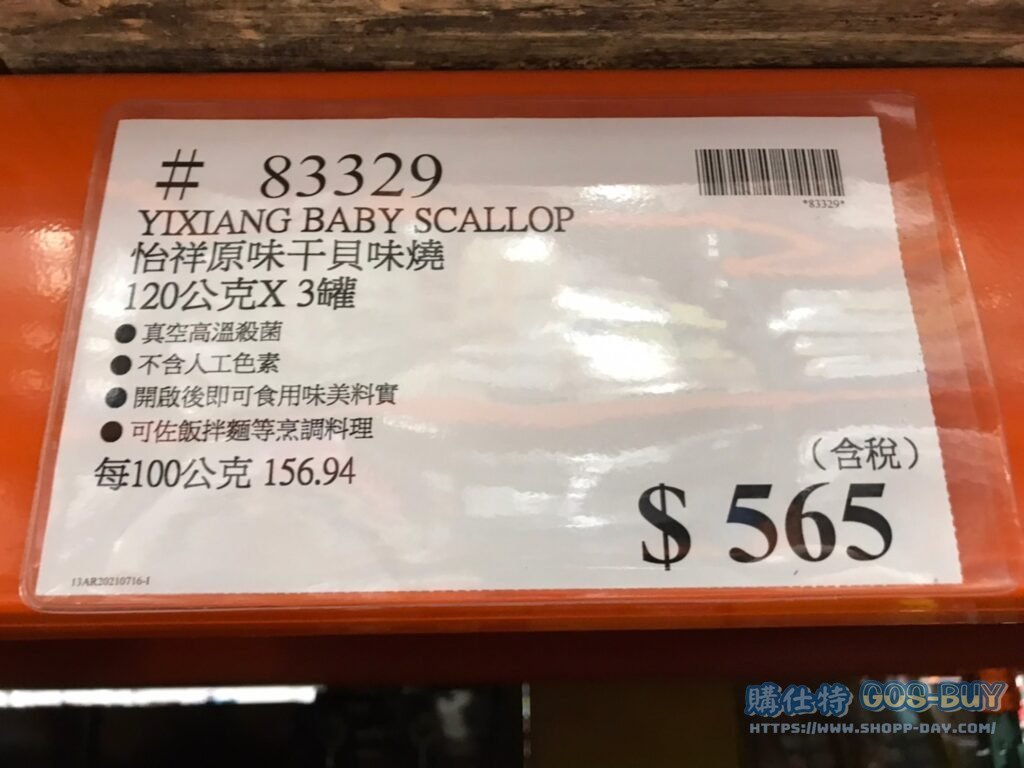 # 83329
*83329*
YIXIANG BABY SCALLOP
怡祥原味干貝味燒
120公克X 3罐
●真空高溫殺菌
●不含人工色素
●開啟後即可食用味美料實
●可佐飯拌麵等烹調料理
每100公克 156.94
(含稅)
$ 565
13AR20210716-1
購仕特 GOS-BUY
HTTPS://WWW.SHOPP-DAY.COM/